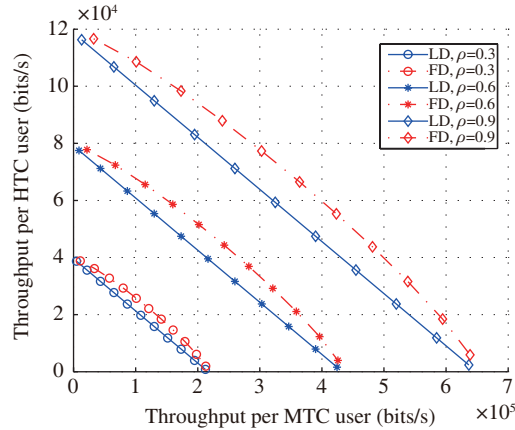 ×10⁴
12
10
8
6
4
2
0
Throughput per HTC user (bits/s)
LD, ρ=0.3
FD, ρ=0.3
LD, ρ=0.6
FD, ρ=0.6
LD, ρ=0.9
FD, ρ=0.9
0 1 2 3 4 5 6 7
×10⁵
Throughput per MTC user (bits/s)